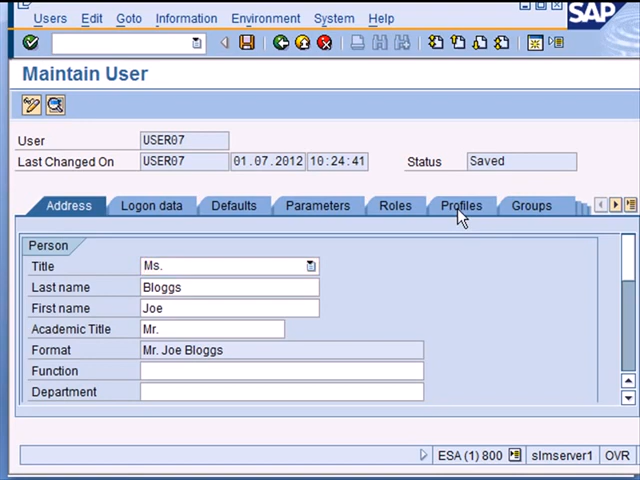 Users Edit Goto Information Environment System Help
SAP
Maintain User
User USER07
Last Changed On USER07 01.07.2012 10:24:41 Status Saved
Address Logon data Defaults Parameters Roles Profiles Groups
Person
Title Ms.
Last name Bloggs
First name Joe
Academic Title Mr.
Format Mr. Joe Bloggs
Function
Department
ESA (1) 800 slmserver1 OVR